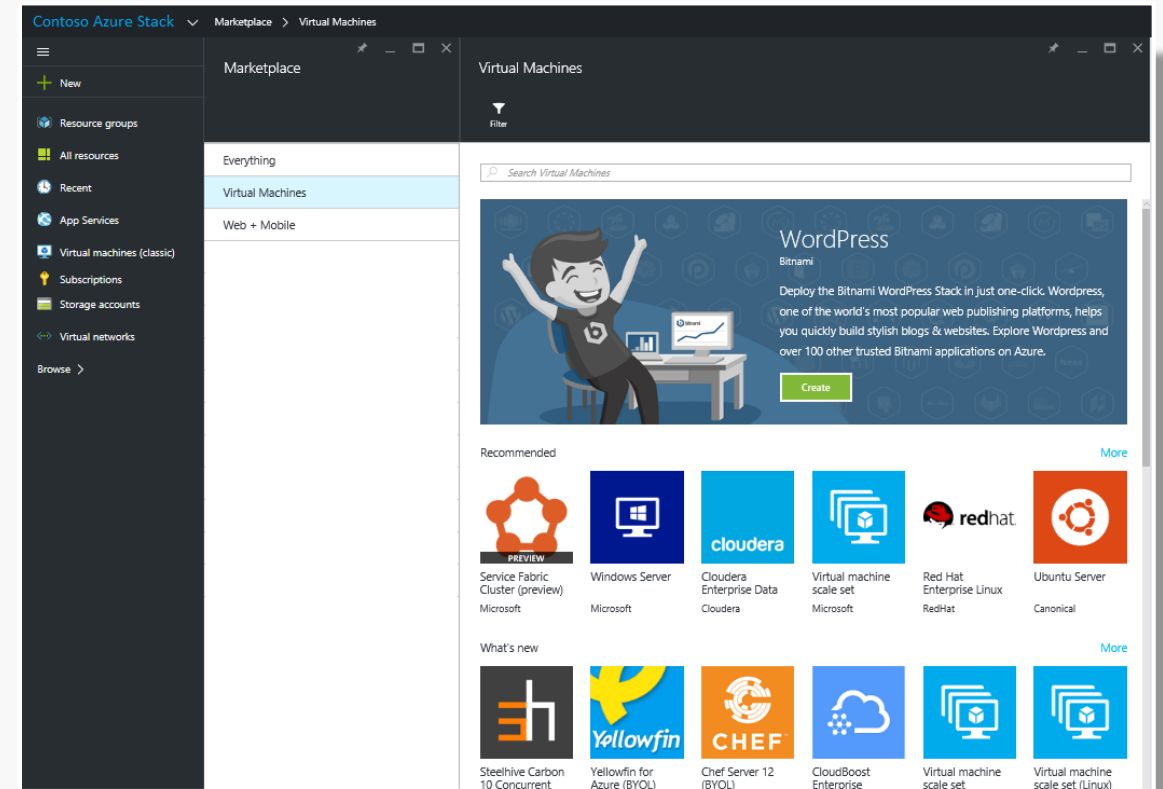 Contoso Azure Stack
Marketplace > Virtual Machines
New
Resource groups
All resources
Recent
App Services
Virtual machines (classic)
Subscriptions
Storage accounts
Virtual networks
Browse >
Marketplace
Everything
Virtual Machines
Web + Mobile
Virtual Machines
Filter
Search Virtual Machines
bitnami
WordPress
Bitnami
Deploy the Bitnami WordPress Stack in just one-click. Wordpress,
one of the world's most popular web publishing platforms, helps
you quickly build stylish blogs & websites. Explore Wordpress and
over 100 other trusted Bitnami applications on Azure.
Create
Recommended
More
PREVIEW
cloudera
redhat.
Service Fabric
Cluster (preview)
Microsoft
Windows Server
Microsoft
Cloudera
Enterprise Data
Cloudera
Virtual machine
scale set
Microsoft
Red Hat
Enterprise Linux
RedHat
Ubuntu Server
Canonical
What's new
More
Yellowfin
CHEF
Steelhive Carbon
10 Concurrent
Yellowfin for
Azure (BYOL)
Chef Server 12
(BYOL)
CloudBoost
Enterprise
Virtual machine
scale set
Virtual machine
scale set (Linux)